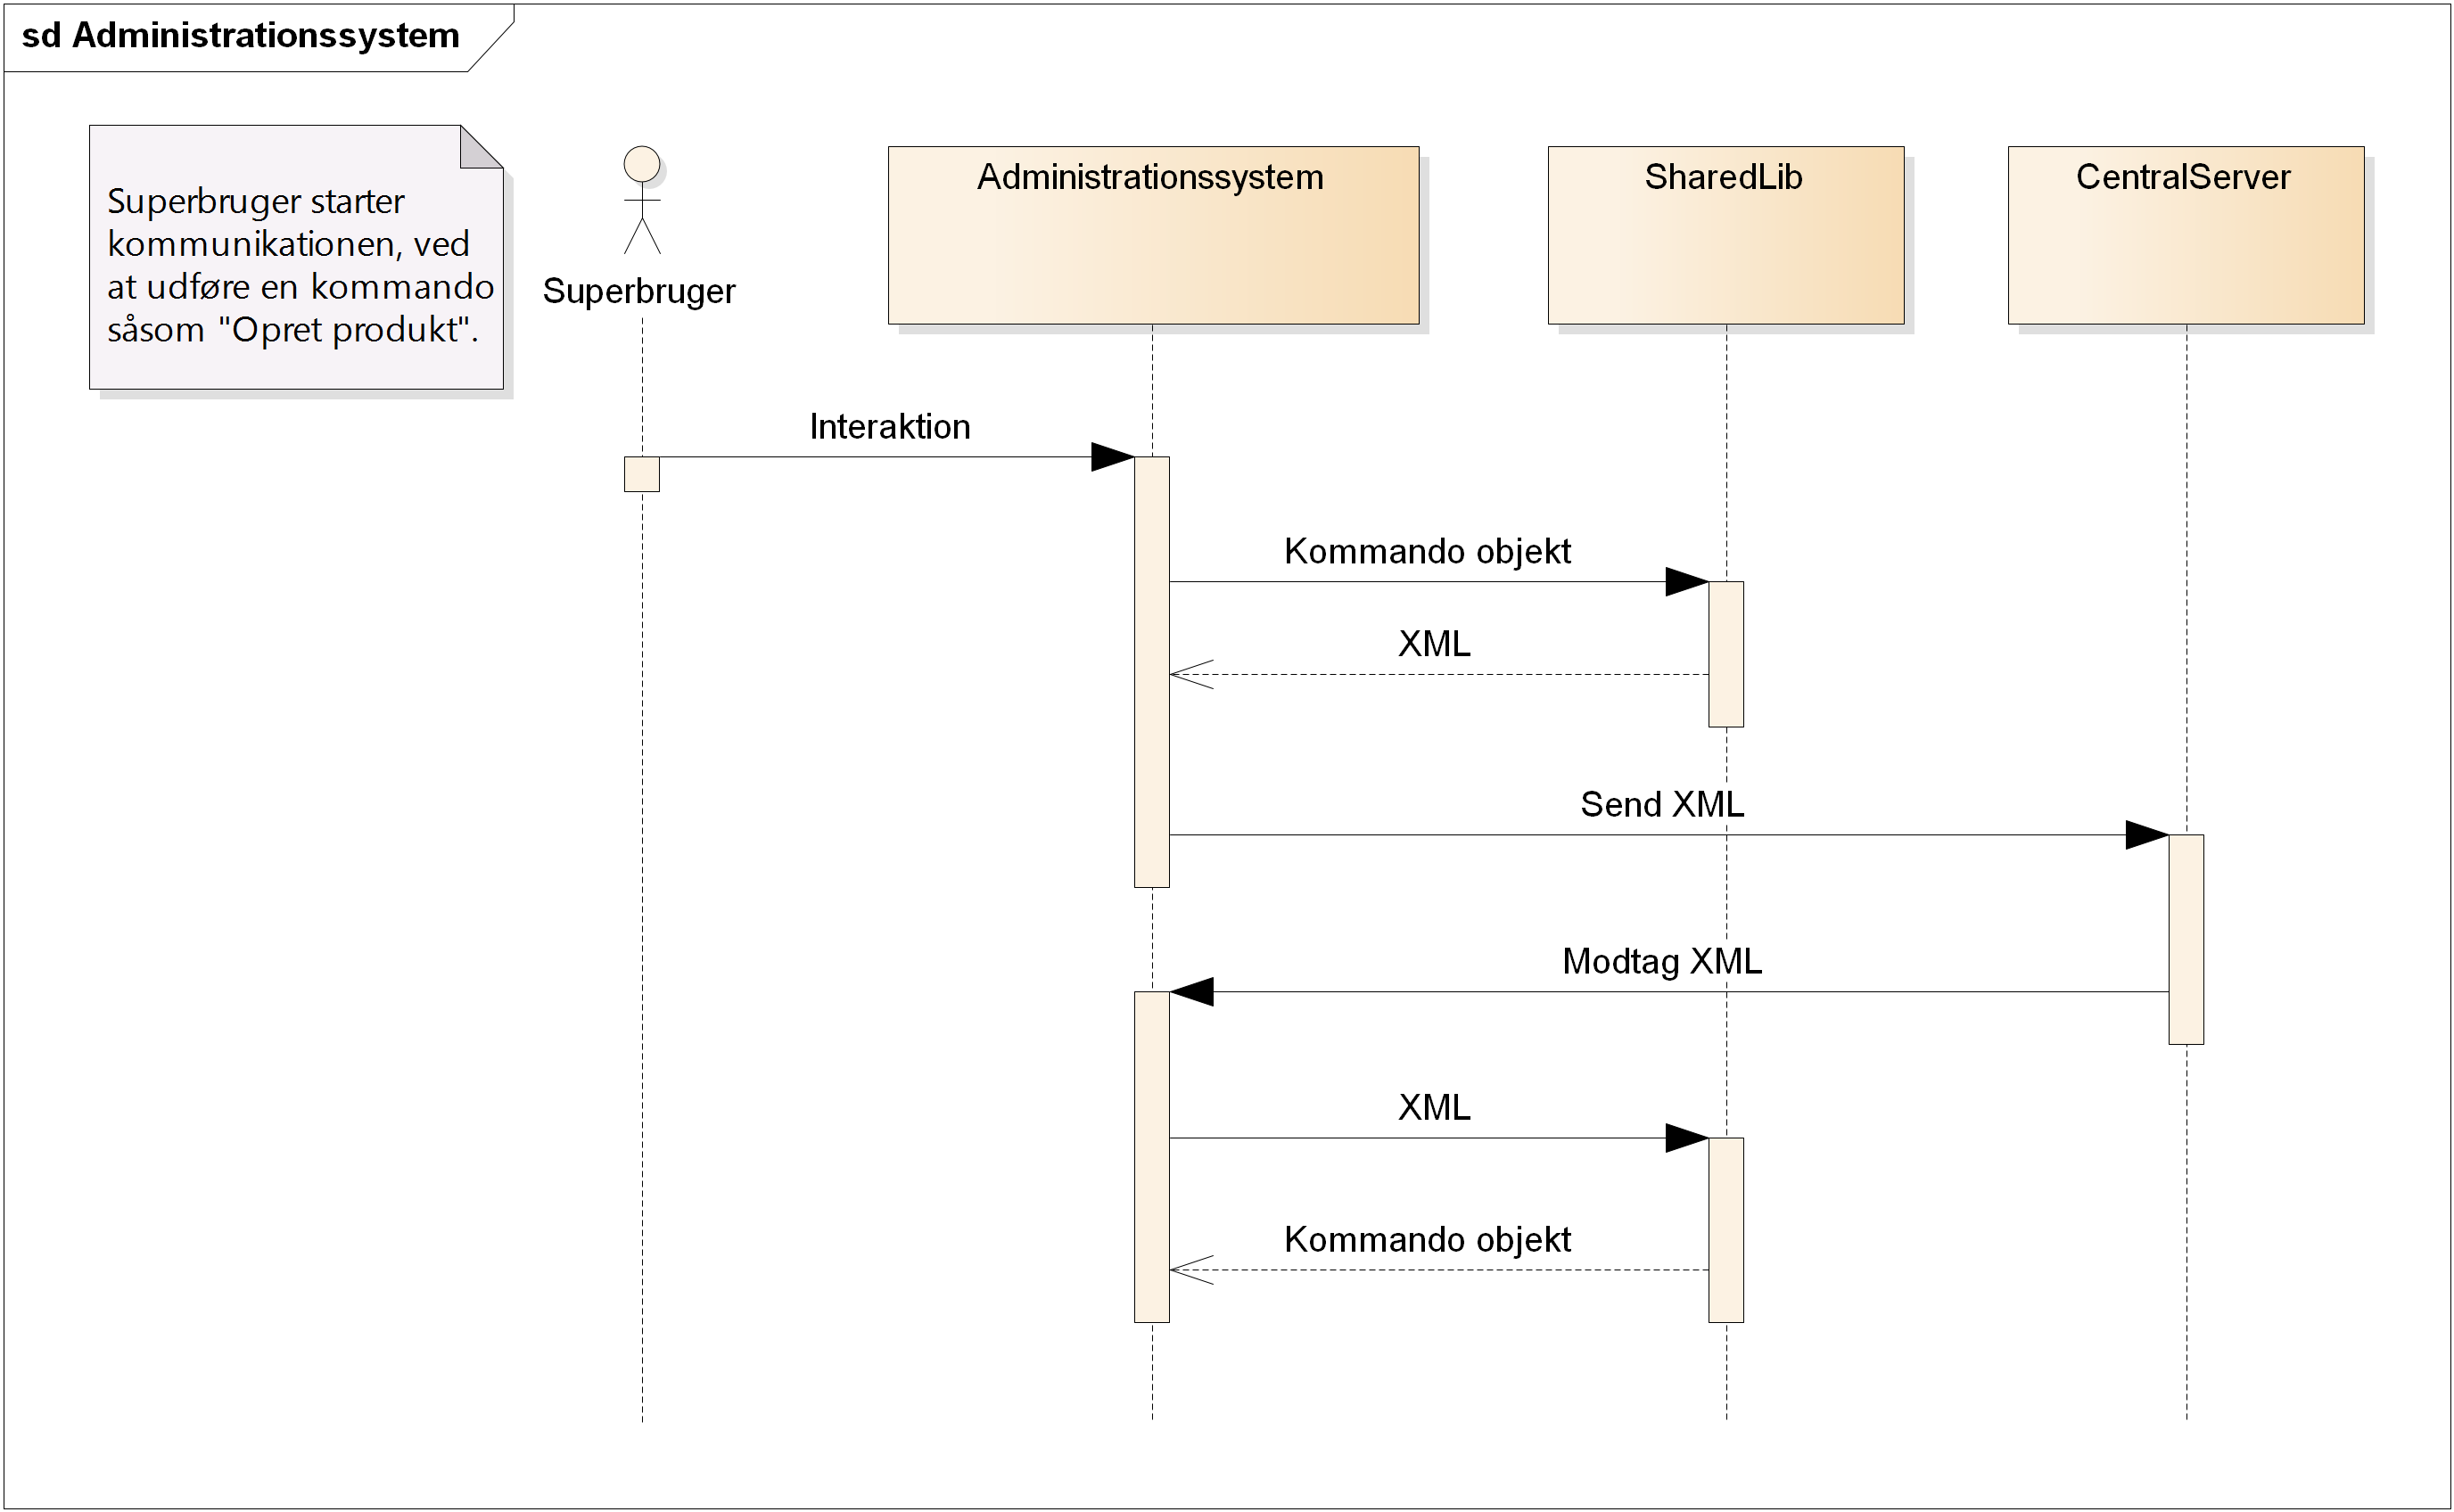 sd Administrationssystem
Superbruger starter
kommunikationen, ved
at udføre en kommando
såsom "Opret produkt".
Superbruger
Administrationssystem
SharedLib
CentralServer
Interaktion
Kommando objekt
XML
Send XML
Modtag XML
XML
Kommando objekt